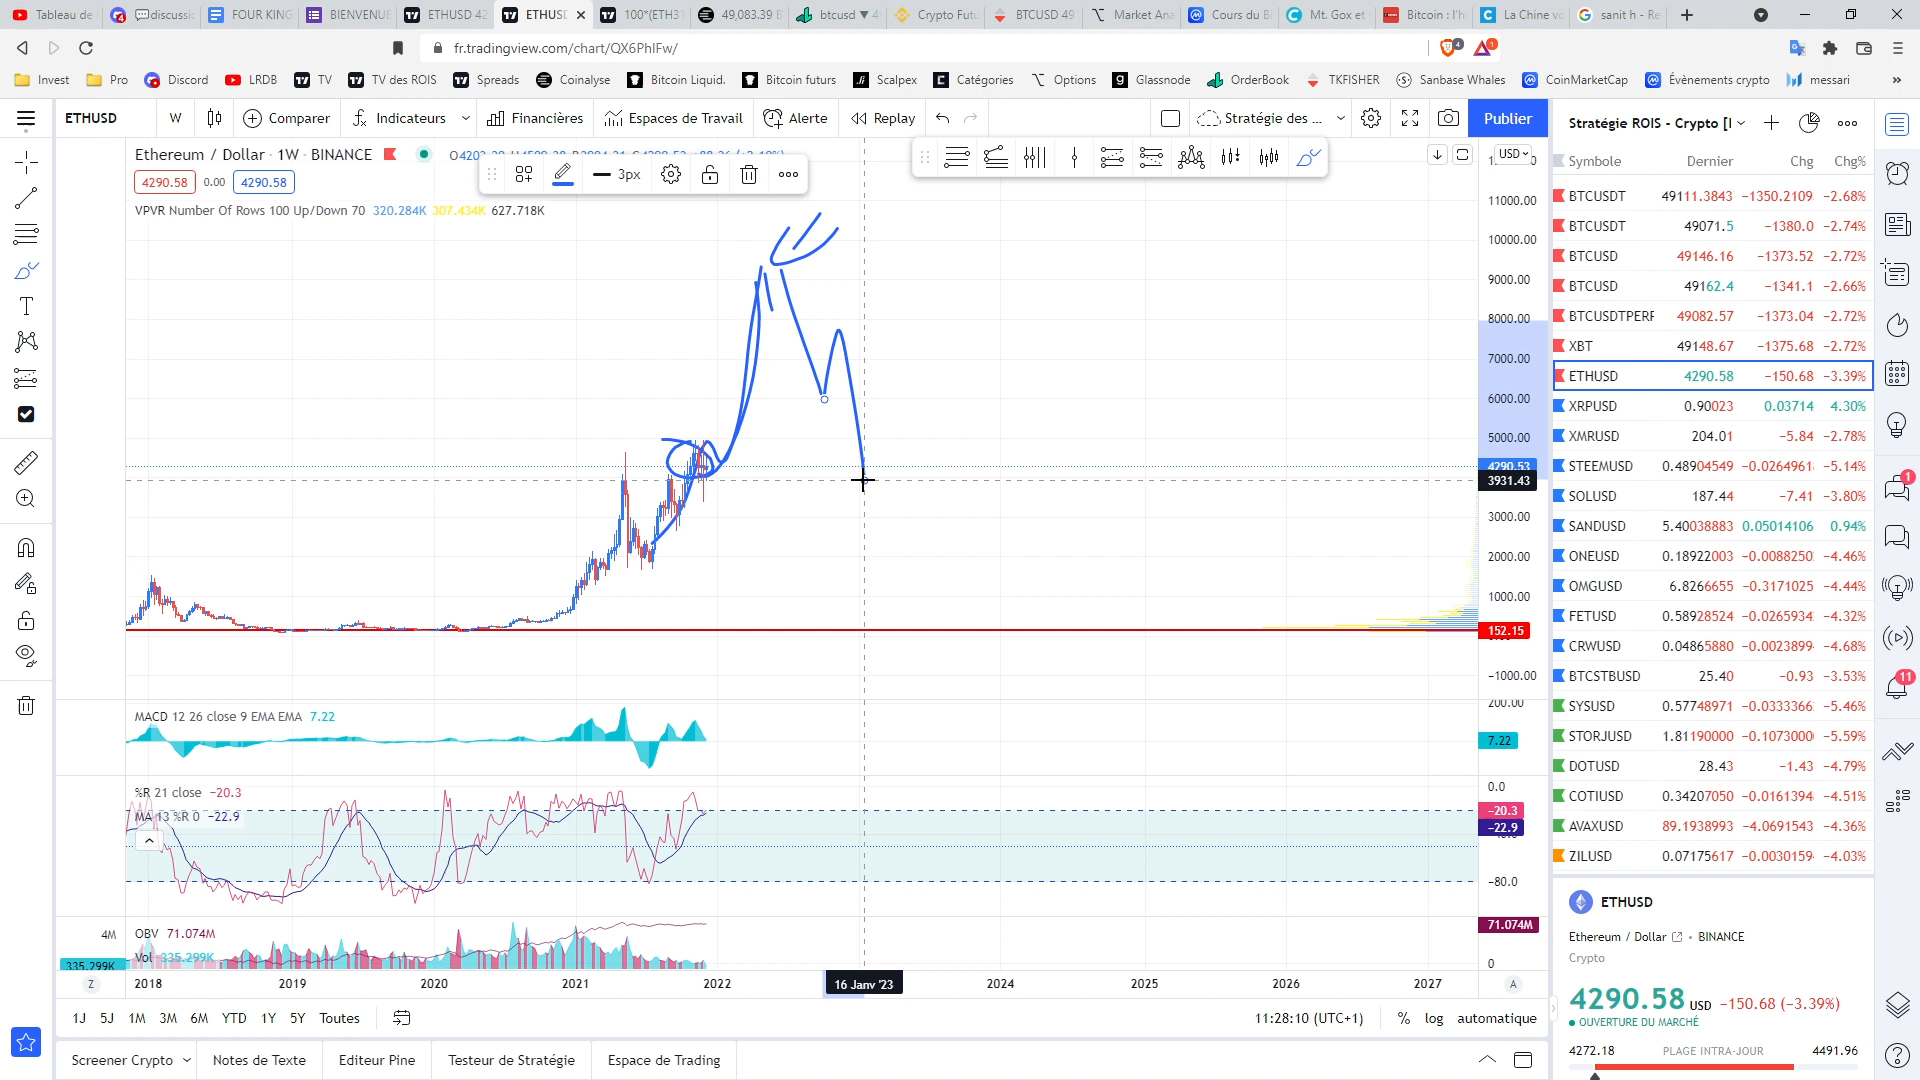 Tableau de
discussi
FOUR KING
BIENVENUE
ETHUSD 42
ETHUS
100*(ETH31
49,083.39 B
btcusd ▼ 4
Crypto Futu
BTCUSD 49
Market Ana
Cours du B
Mt. Gox et
Bitcoin : l'h
La Chine vo
sanit h - Re
fr.tradingview.com/chart/QX6PhIFw/
Invest
Pro
Discord
LRDB
TV
TV des ROIS
Spreads
Coinalyse
Bitcoin Liquid.
Bitcoin futurs
Scalpex
Catégories
Options
Glassnode
OrderBook
TKFISHER
Sanbase Whales
CoinMarketCap
Évènements crypto
messari
ETHUSD
W
Comparer
Indicateurs
Financières
Espaces de Travail
Alerte
Replay
Stratégie des ...
Publier
Ethereum / Dollar · 1W · BINANCE
4290.58 0.00 4290.58
3px
VPVR Number Of Rows 100 Up/Down 70 320.284K 307.434K 627.718K
USD
11000.00
10000.00
9000.00
8000.00
7000.00
6000.00
5000.00
4290.53
3931.43
3000.00
2000.00
1000.00
152.15
−1000.00
MACD 12 26 close 9 EMA EMA 7.22
200.00
7.22
%R 21 close −20.3
MA 13 %R 0 −22.9
0.0
−20.3
−22.9
−80.0
OBV 71.074M
Vol 335.299K
4M
335.299K
71.074M
0
Z
2018
2019
2020
2021
2022
16 Janv '23
2024
2025
2026
2027
A
1J 5J 1M 3M 6M YTD 1Y 5Y Toutes
11:28:10 (UTC+1)
% log automatique
Screener Crypto
Notes de Texte
Editeur Pine
Testeur de Stratégie
Espace de Trading
Stratégie ROIS - Crypto [I
Symbole Dernier Chg Chg%
BTCUSDT 49111.3843 −1350.2109 −2.68%
BTCUSDT 49071.5 −1380.0 −2.74%
BTCUSD 49146.16 −1373.52 −2.72%
BTCUSD 49162.4 −1341.1 −2.66%
BTCUSDTPERF 49082.57 −1373.04 −2.72%
XBT 49148.67 −1375.68 −2.72%
ETHUSD 4290.58 −150.68 −3.39%
XRPUSD 0.90023 0.03714 4.30%
XMRUSD 204.01 −5.84 −2.78%
STEEMUSD 0.48904549 −0.0264961 −5.14%
SOLUSD 187.44 −7.41 −3.80%
SANDUSD 5.40038883 0.05014106 0.94%
ONEUSD 0.18922003 −0.0088250 −4.46%
OMGUSD 6.8266655 −0.3171025 −4.44%
FETUSD 0.58928524 −0.0265934 −4.32%
CRWUSD 0.04865880 −0.0023899 −4.68%
BTCSTBUSD 25.40 −0.93 −3.53%
SYSUSD 0.57748971 −0.0333366 −5.46%
STORJUSD 1.81190000 −0.1073000 −5.59%
DOTUSD 28.43 −1.43 −4.79%
COTIUSD 0.34207050 −0.0161394 −4.51%
AVAXUSD 89.1938993 −4.0691543 −4.36%
ZILUSD 0.07175617 −0.0030159 −4.03%
ETHUSD
Ethereum / Dollar • BINANCE
Crypto
4290.58 USD −150.68 (−3.39%)
OUVERTURE DU MARCHÉ
4272.18 PLAGE INTRA-JOUR 4491.96
1
11